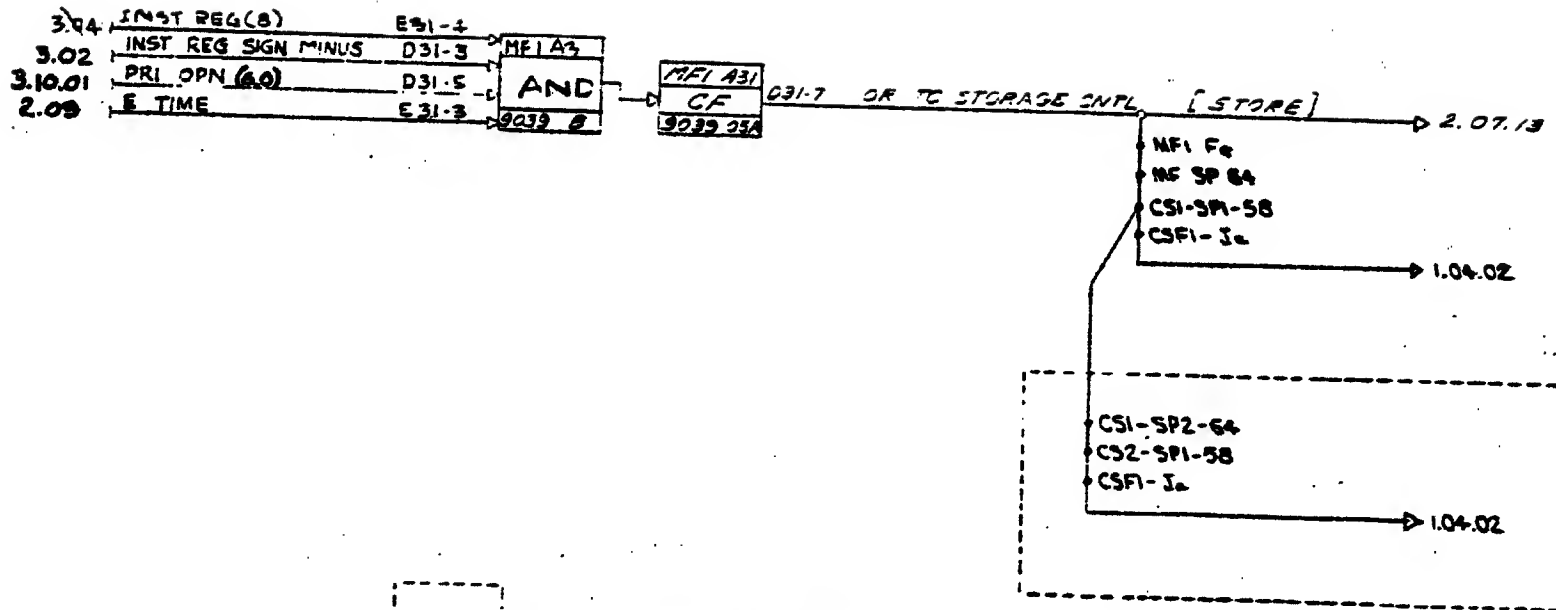 3.04 INST REG(8) E31-4
3.02 INST REG SIGN MINUS D31-3
3.10.01 PRI OPN (60) D31-5
2.09 E TIME E31-3
MF1 A3
AND
9039 B
MF1 A31
CF
9039 05A
D31-7 OR TO STORAGE CNTL [STORE] 2.07.13
MF1 Fe
MF SP 64
CS1-SP1-58
CSF1-Je
1.04.02
CS1-SP2-64
CS2-SP1-58
CSF1-Je
1.04.02